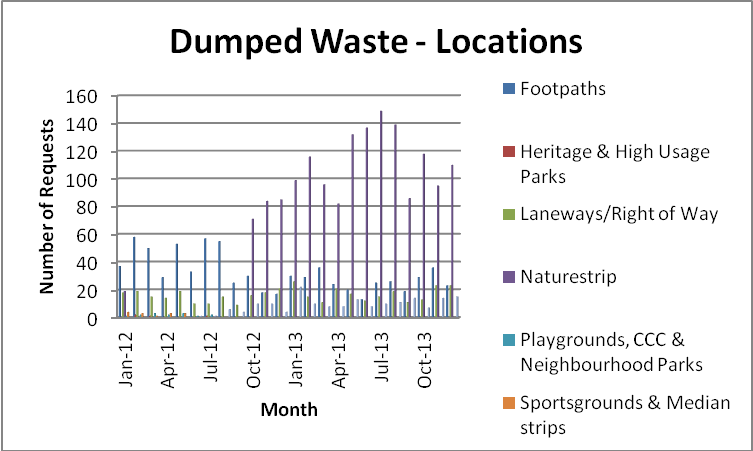 Dumped Waste - Locations
Number of Requests
160
140
120
100
80
60
40
20
0
Jan-12
Apr-12
Jul-12
Oct-12
Jan-13
Apr-13
Jul-13
Oct-13
Month
Footpaths
Heritage & High Usage
Parks
Laneways/Right of Way
Naturestrip
Playgrounds, CCC &
Neighbourhood Parks
Sportsgrounds & Median
strips